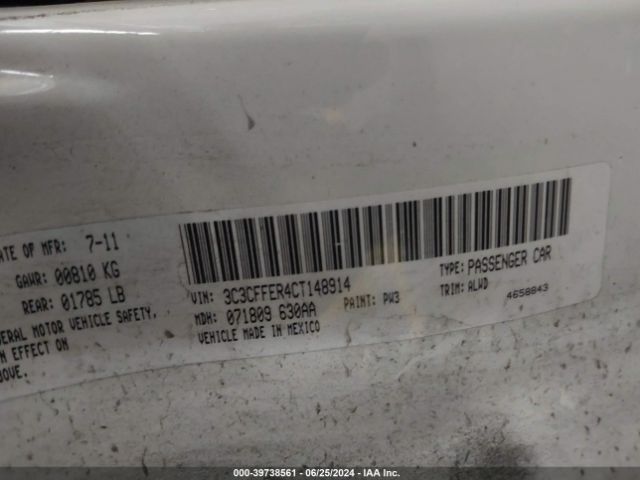 ATE OF MFR: 7-11
GAWR: 00810 KG
REAR: 01785 LB
ERAL MOTOR VEHICLE SAFETY,
N EFFECT ON
BOVE.
VIN: 3C3CFFER4CT148914
MDH: 071809 630AA
VEHICLE MADE IN MEXICO
PAINT: PW3
TYPE: PASSENGER CAR
TRIM: ALWD
4658843
000-39738561 - 06/25/2024 - IAA Inc.